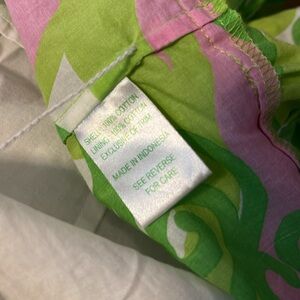 SHELL: 100% COTTON
LINING: 100% COTTON
EXCLUSIVE OF TRIM
MADE IN INDONESIA
SEE REVERSE
FOR CARE